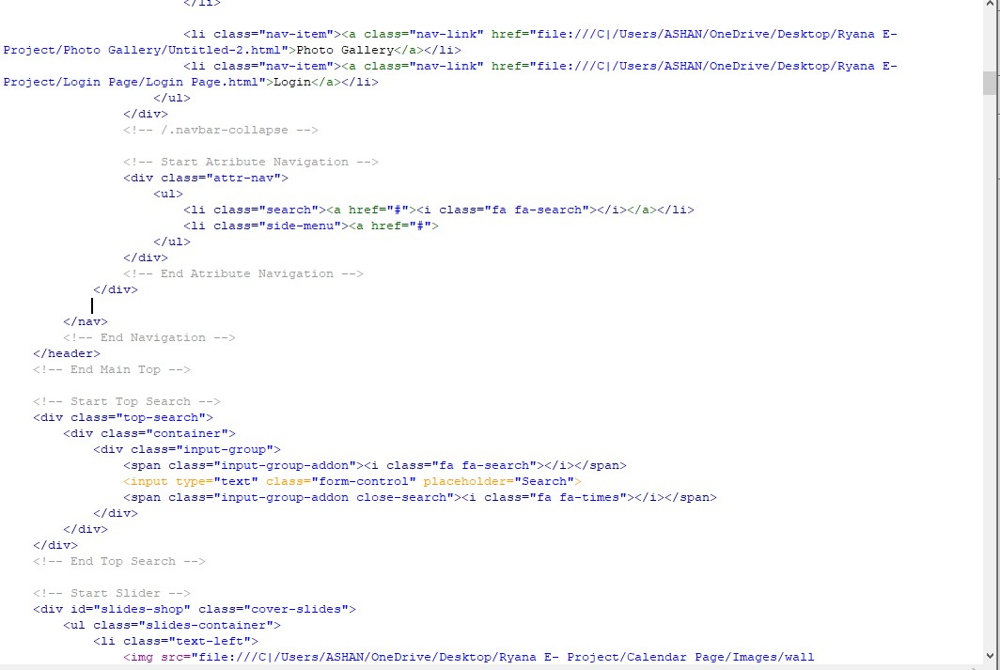 </li>
<li class="nav-item"><a class="nav-link" href="file:///C|/Users/ASHAN/OneDrive/Desktop/Ryana E-
Project/Photo Gallery/Untitled-2.html">Photo Gallery</a></li>
<li class="nav-item"><a class="nav-link" href="file:///C|/Users/ASHAN/OneDrive/Desktop/Ryana E-
Project/Login Page/Login Page.html">Login</a></li>
</ul>
</div>
<!-- /.navbar-collapse -->
<!-- Start Atribute Navigation -->
<div class="attr-nav">
<ul>
<li class="search"><a href="#"><i class="fa fa-search"></i></a></li>
<li class="side-menu"><a href="#">
</ul>
</div>
<!-- End Atribute Navigation -->
</div>
</nav>
<!-- End Navigation -->
</header>
<!-- End Main Top -->
<!-- Start Top Search -->
<div class="top-search">
<div class="container">
<div class="input-group">
<span class="input-group-addon"><i class="fa fa-search"></i></span>
<input type="text" class="form-control" placeholder="Search">
<span class="input-group-addon close-search"><i class="fa fa-times"></i></span>
</div>
</div>
</div>
<!-- End Top Search -->
<!-- Start Slider -->
<div id="slides-shop" class="cover-slides">
<ul class="slides-container">
<li class="text-left">
<img src="file:///C|/Users/ASHAN/OneDrive/Desktop/Ryana E- Project/Calendar Page/Images/wall